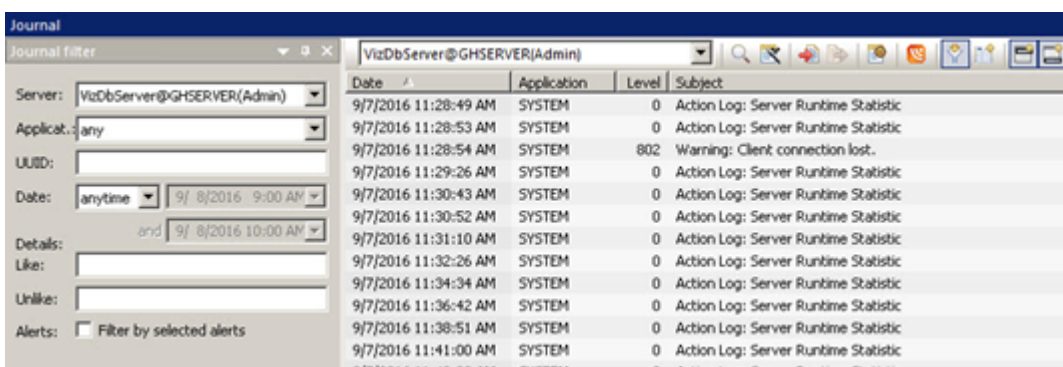 Journal
Journal filter
Server: VizDbServer@GHSERVER(Admin)
Applicat.: any
UUID:
Date: anytime 9/ 8/2016 9:00 AM
and 9/ 8/2016 10:00 AM
Details:
Like:
Unlike:
Alerts: Filter by selected alerts
VizDbServer@GHSERVER(Admin)
Date Application Level Subject
9/7/2016 11:28:49 AM SYSTEM 0 Action Log: Server Runtime Statistic
9/7/2016 11:28:53 AM SYSTEM 0 Action Log: Server Runtime Statistic
9/7/2016 11:28:54 AM SYSTEM 802 Warning: Client connection lost.
9/7/2016 11:29:26 AM SYSTEM 0 Action Log: Server Runtime Statistic
9/7/2016 11:30:43 AM SYSTEM 0 Action Log: Server Runtime Statistic
9/7/2016 11:30:52 AM SYSTEM 0 Action Log: Server Runtime Statistic
9/7/2016 11:31:10 AM SYSTEM 0 Action Log: Server Runtime Statistic
9/7/2016 11:32:26 AM SYSTEM 0 Action Log: Server Runtime Statistic
9/7/2016 11:34:34 AM SYSTEM 0 Action Log: Server Runtime Statistic
9/7/2016 11:36:42 AM SYSTEM 0 Action Log: Server Runtime Statistic
9/7/2016 11:38:51 AM SYSTEM 0 Action Log: Server Runtime Statistic
9/7/2016 11:41:00 AM SYSTEM 0 Action Log: Server Runtime Statistic